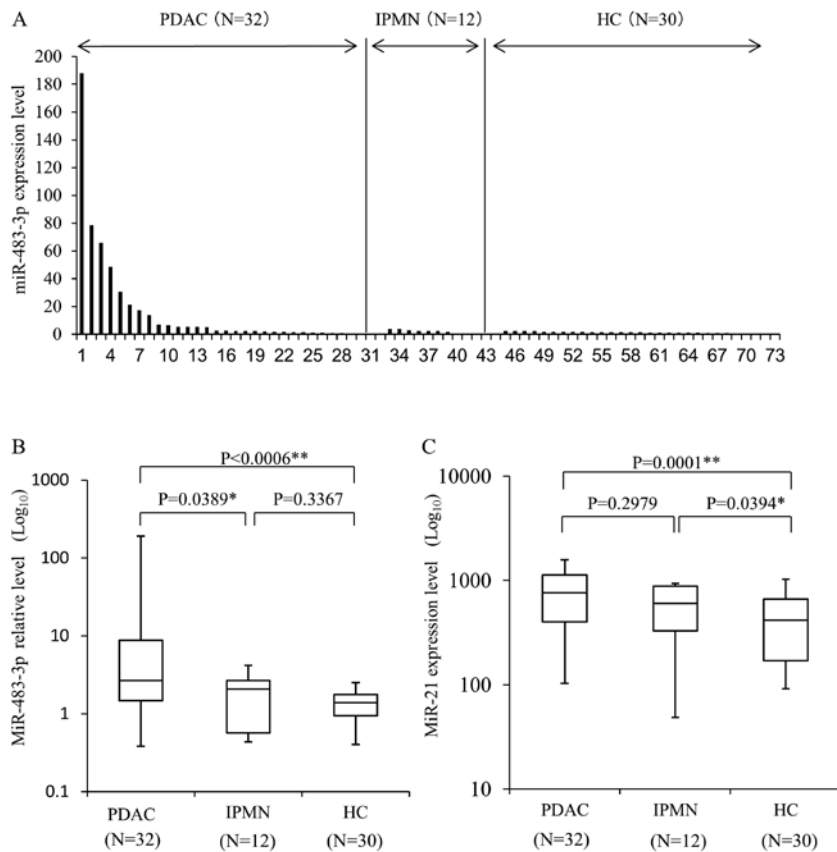 A
PDAC (N=32)
IPMN (N=12)
HC (N=30)
miR-483-3p expression level
200
180
160
140
120
100
80
60
40
20
0
1 4 7 10 13 16 19 22 25 28 31 34 37 40 43 46 49 52 55 58 61 64 67 70 73
B
P<0.0006**
P=0.0389*
P=0.3367
MiR-483-3p relative level (Log10)
1000
100
10
1
0.1
PDAC IPMN HC
(N=32) (N=12) (N=30)
C
P=0.0001**
P=0.2979
P=0.0394*
MiR-21 expression level (Log10)
10000
1000
100
10
PDAC IPMN HC
(N=32) (N=12) (N=30)